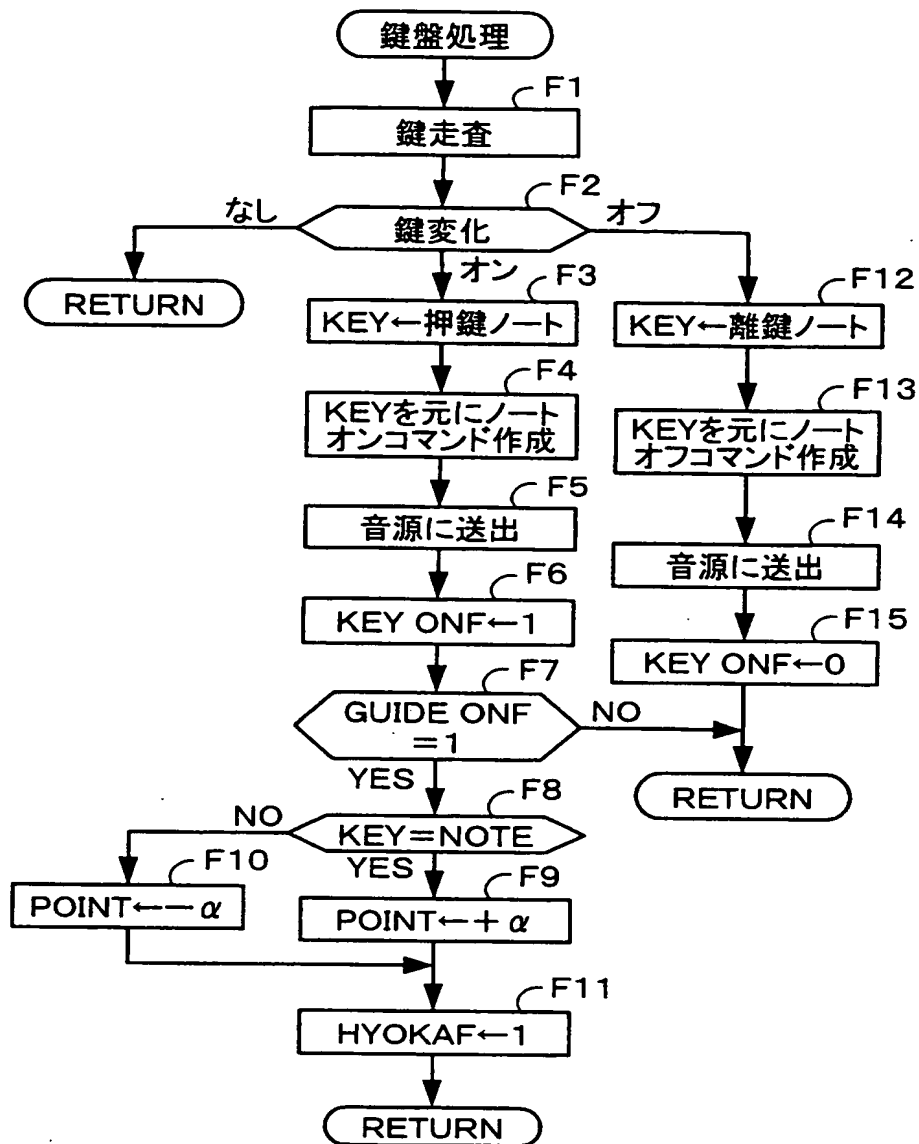 鍵盤処理
F1
鍵走査
F2
なし
鍵変化
オフ
オン
RETURN
F3
KEY←押鍵ノート
F12
KEY←離鍵ノート
F4
KEYを元にノート
オンコマンド作成
F13
KEYを元にノート
オフコマンド作成
F5
音源に送出
F14
音源に送出
F6
KEY ONF←1
F15
KEY ONF←0
F7
GUIDE ONF
=1
NO
YES
RETURN
F8
NO
KEY=NOTE
YES
F10
POINT←−α
F9
POINT←+α
F11
HYOKAF←1
RETURN